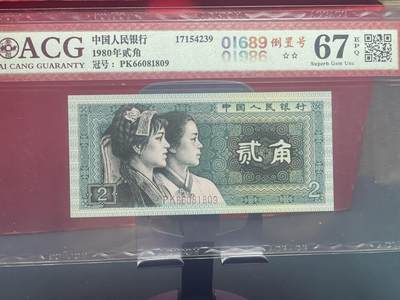 ACG
AI CANG GUARANTY
中国人民银行
1980年贰角
冠号：PK66081809
17154239
01689 倒置号
01986 ☆☆
67 EPQ
Superb Gem Unc
中国人民银行
贰角
2
PK66081809
2